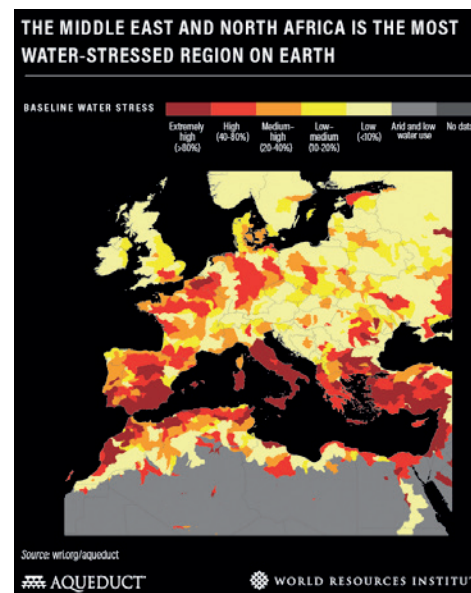 THE MIDDLE EAST AND NORTH AFRICA IS THE MOST
WATER-STRESSED REGION ON EARTH
BASELINE WATER STRESS
Extremely high (>80%)
High (40-80%)
Medium-high (20-40%)
Low-medium (10-20%)
Low (<10%)
Arid and low water use
No data
Source: wri.org/aqueduct
AQUEDUCT
WORLD RESOURCES INSTITUT